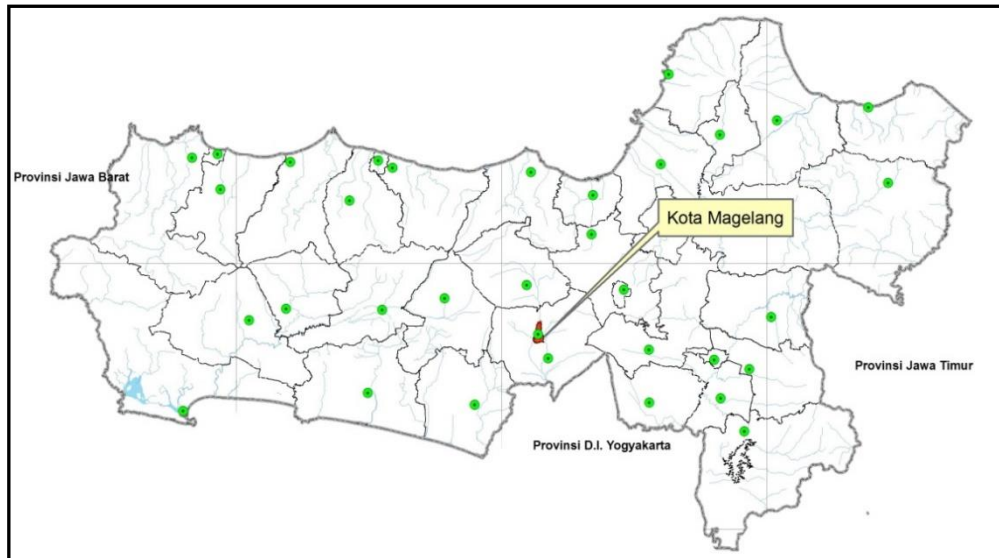 Provinsi Jawa Barat
Kota Magelang
Provinsi Jawa Timur
Provinsi D.I. Yogyakarta